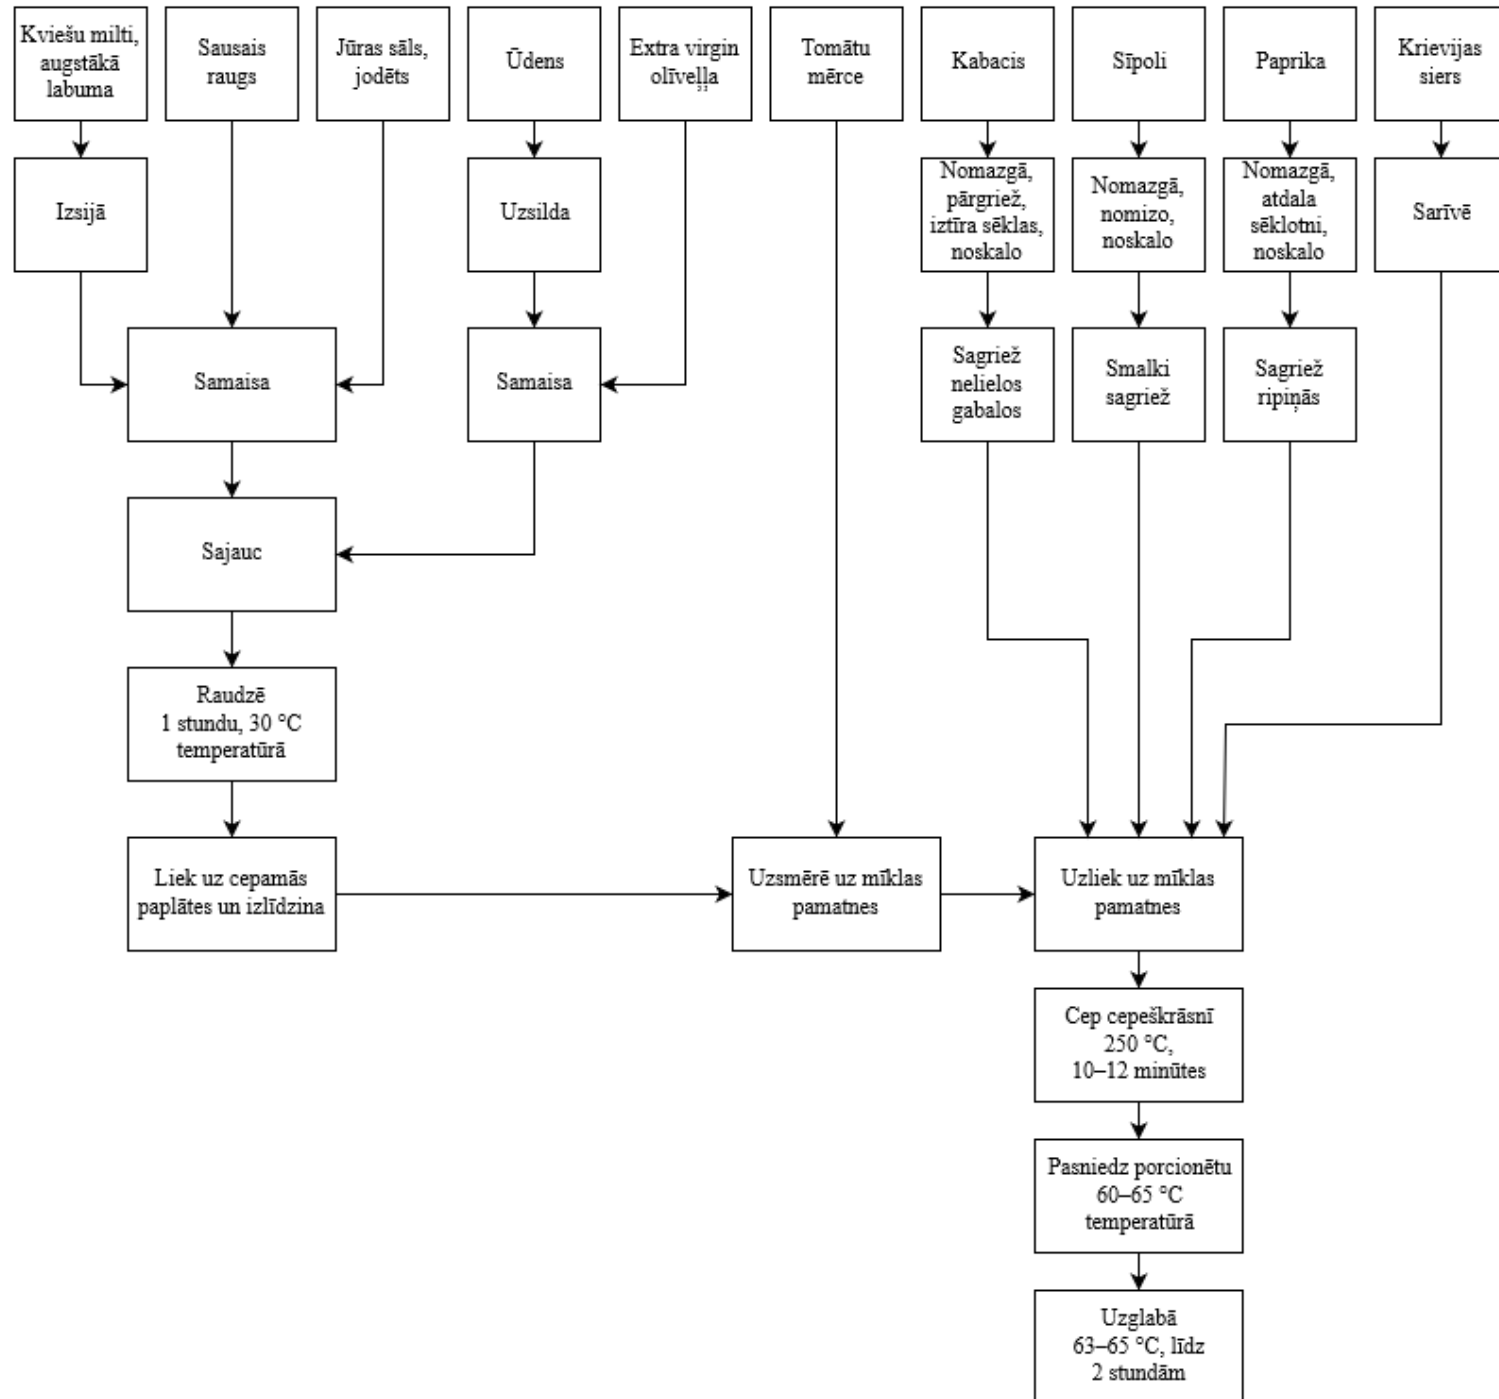 Kviešu milti,
augstākā
labuma
Sausais
raugs
Jūras sāls,
jodēts
Ūdens
Extra virgin
olīveļļa
Tomātu
mērce
Kabacis
Sīpoli
Paprika
Krievijas
siers
Izsijā
Uzsilda
Nomazgā,
pārgriež,
iztīra sēklas,
noskalo
Nomazgā,
nomizo,
noskalo
Nomazgā,
atdala
sēklotni,
noskalo
Sarīvē
Samaisa
Samaisa
Sagriež
nelielos
gabalos
Smalki
sagriež
Sagriež
ripiņās
Sajauc
Raudzē
1 stundu, 30 °C
temperatūrā
Liek uz cepamās
paplātes un izlīdzina
Uzsmērē uz mīklas
pamatnes
Uzliek uz mīklas
pamatnes
Cep cepeškrāsnī
250 °C,
10–12 minūtes
Pasniedz porcionētu
60–65 °C
temperatūrā
Uzglabā
63–65 °C, līdz
2 stundām